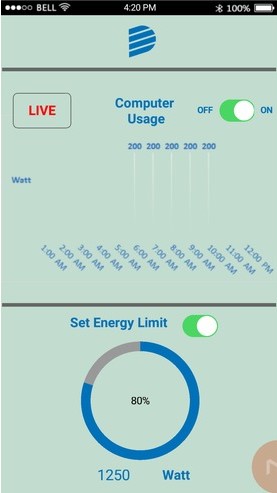 BELL 4:20 PM 100%
LIVE
Computer
Usage
OFF ON
200 200 200 200 200
Watt
1:00 AM 2:00 AM 3:00 AM 4:00 AM 5:00 AM 6:00 AM 7:00 AM 8:00 AM 9:00 AM 10:00 AM 11:00 AM 12:00 PM
Set Energy Limit
80%
1250 Watt